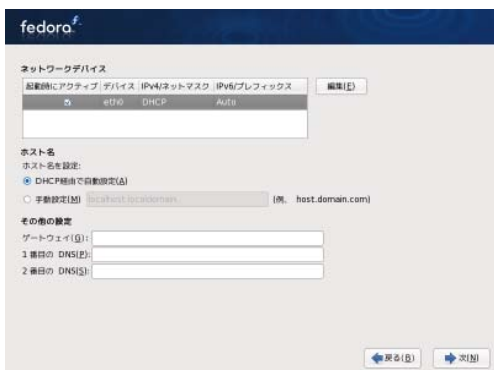 fedora
ネットワークデバイス
起動時にアクティブ デバイス IPv4/ネットマスク IPv6/プレフィックス
eth0 DHCP Auto
編集(E)
ホスト名
ホスト名を設定:
DHCP経由で自動設定(A)
手動設定(M) localhost.localdomain (例、 host.domain.com)
その他の設定
ゲートウェイ(G):
1 番目の DNS(P):
2 番目の DNS(S):
戻る(B)
次(N)